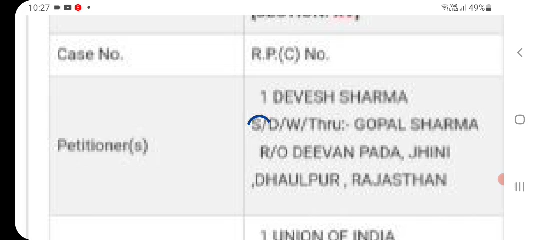 10:27
49%
Case No.
R.P.(C) No.
Petitioner(s)
1 DEVESH SHARMA
S/D/W/Thru:- GOPAL SHARMA
R/O DEEVAN PADA, JHINI
,DHAULPUR , RAJASTHAN
1 UNION OF INDIA